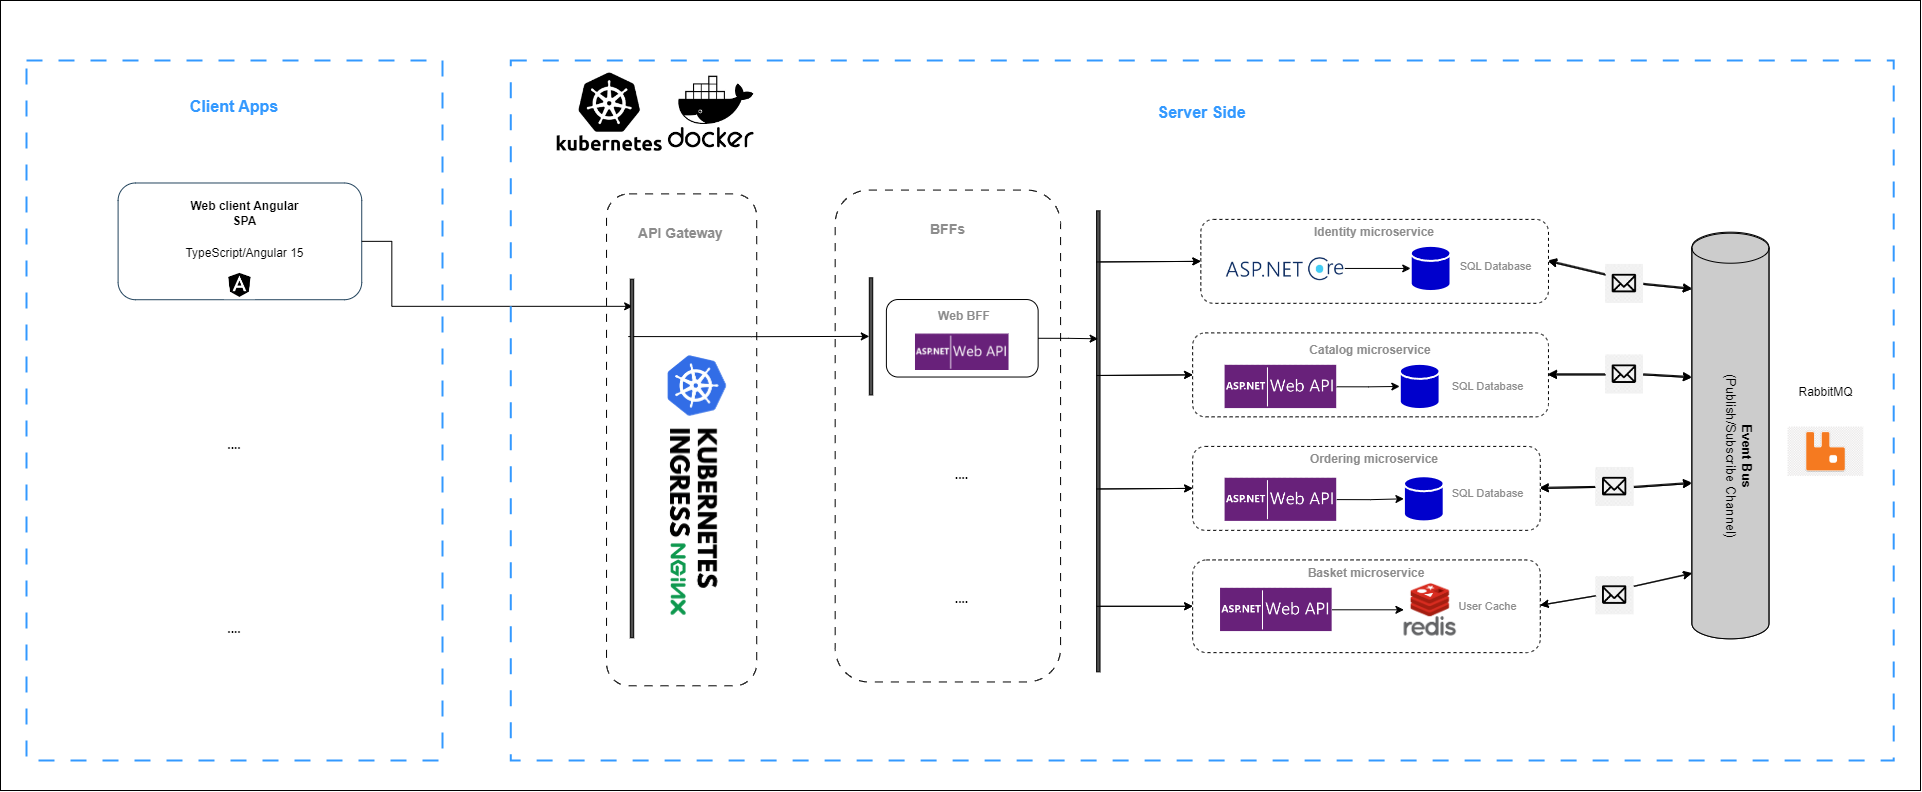 Client Apps
Web client Angular
SPA
TypeScript/Angular 15
....
....
kubernetes
docker
Server Side
API Gateway
KUBERNETES
INGRESS NGINX
BFFs
Web BFF
ASP.NET Web API
....
....
Identity microservice
ASP.NET Core
SQL Database
Catalog microservice
ASP.NET Web API
SQL Database
Ordering microservice
ASP.NET Web API
SQL Database
Basket microservice
ASP.NET Web API
redis
User Cache
Event Bus
(Publish/Subscribe Channel)
RabbitMQ